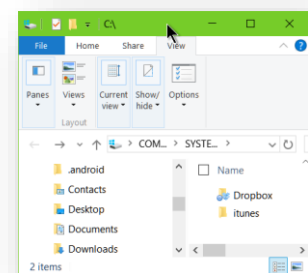 C:\
File Home Share View
Panes Views Current view Show/ hide Options
Layout
COM... SYSTE...
.android
Contacts
Desktop
Documents
Downloads
Name
Dropbox
itunes
2 items